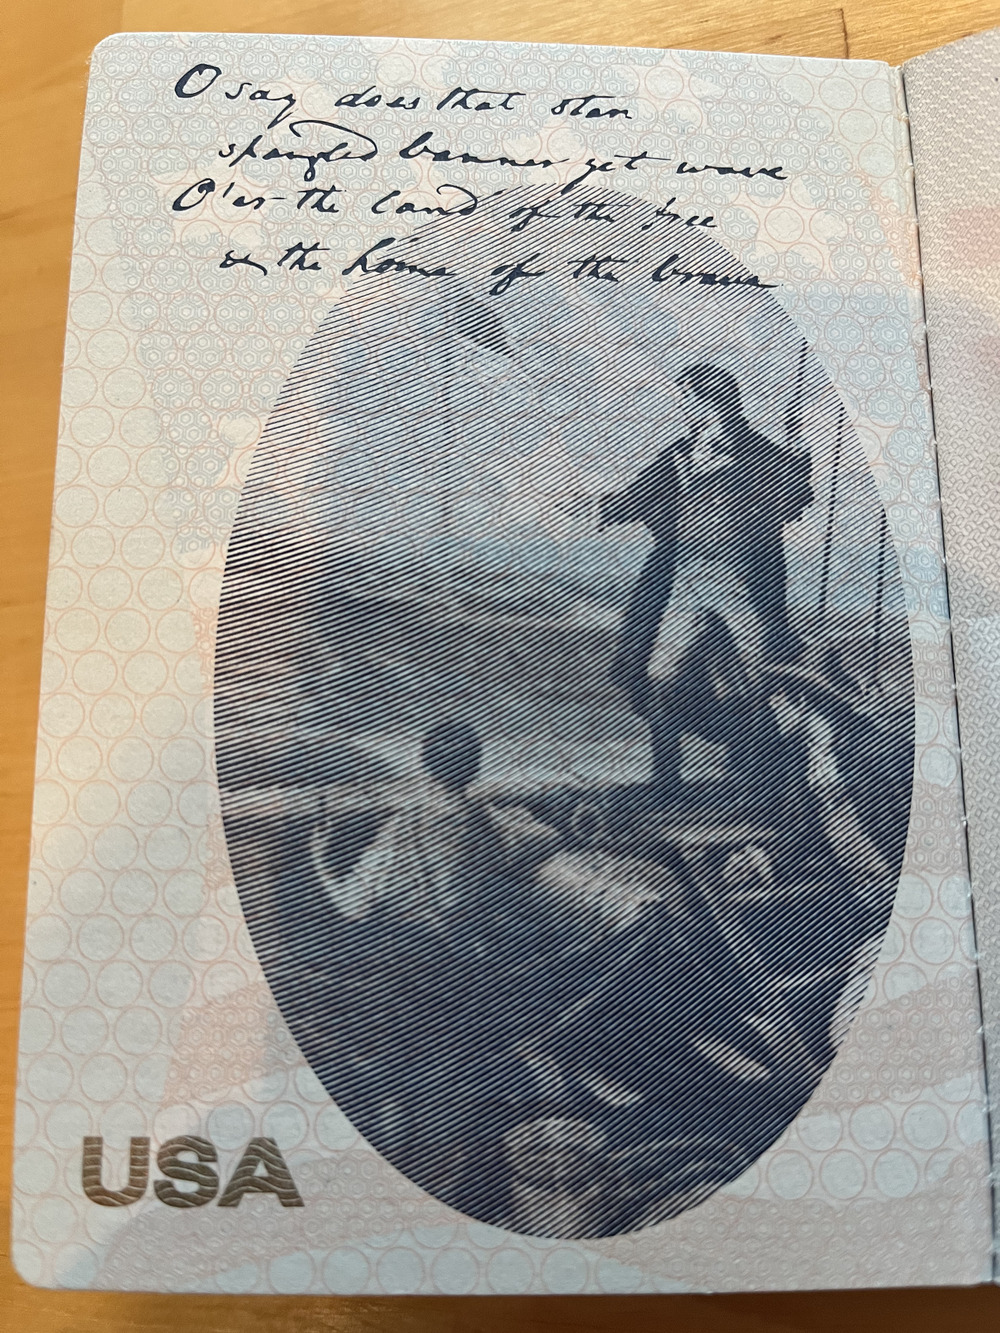 O say does that star
spangled banner yet wave
O'er the land of the free
& the home of the brave
USA